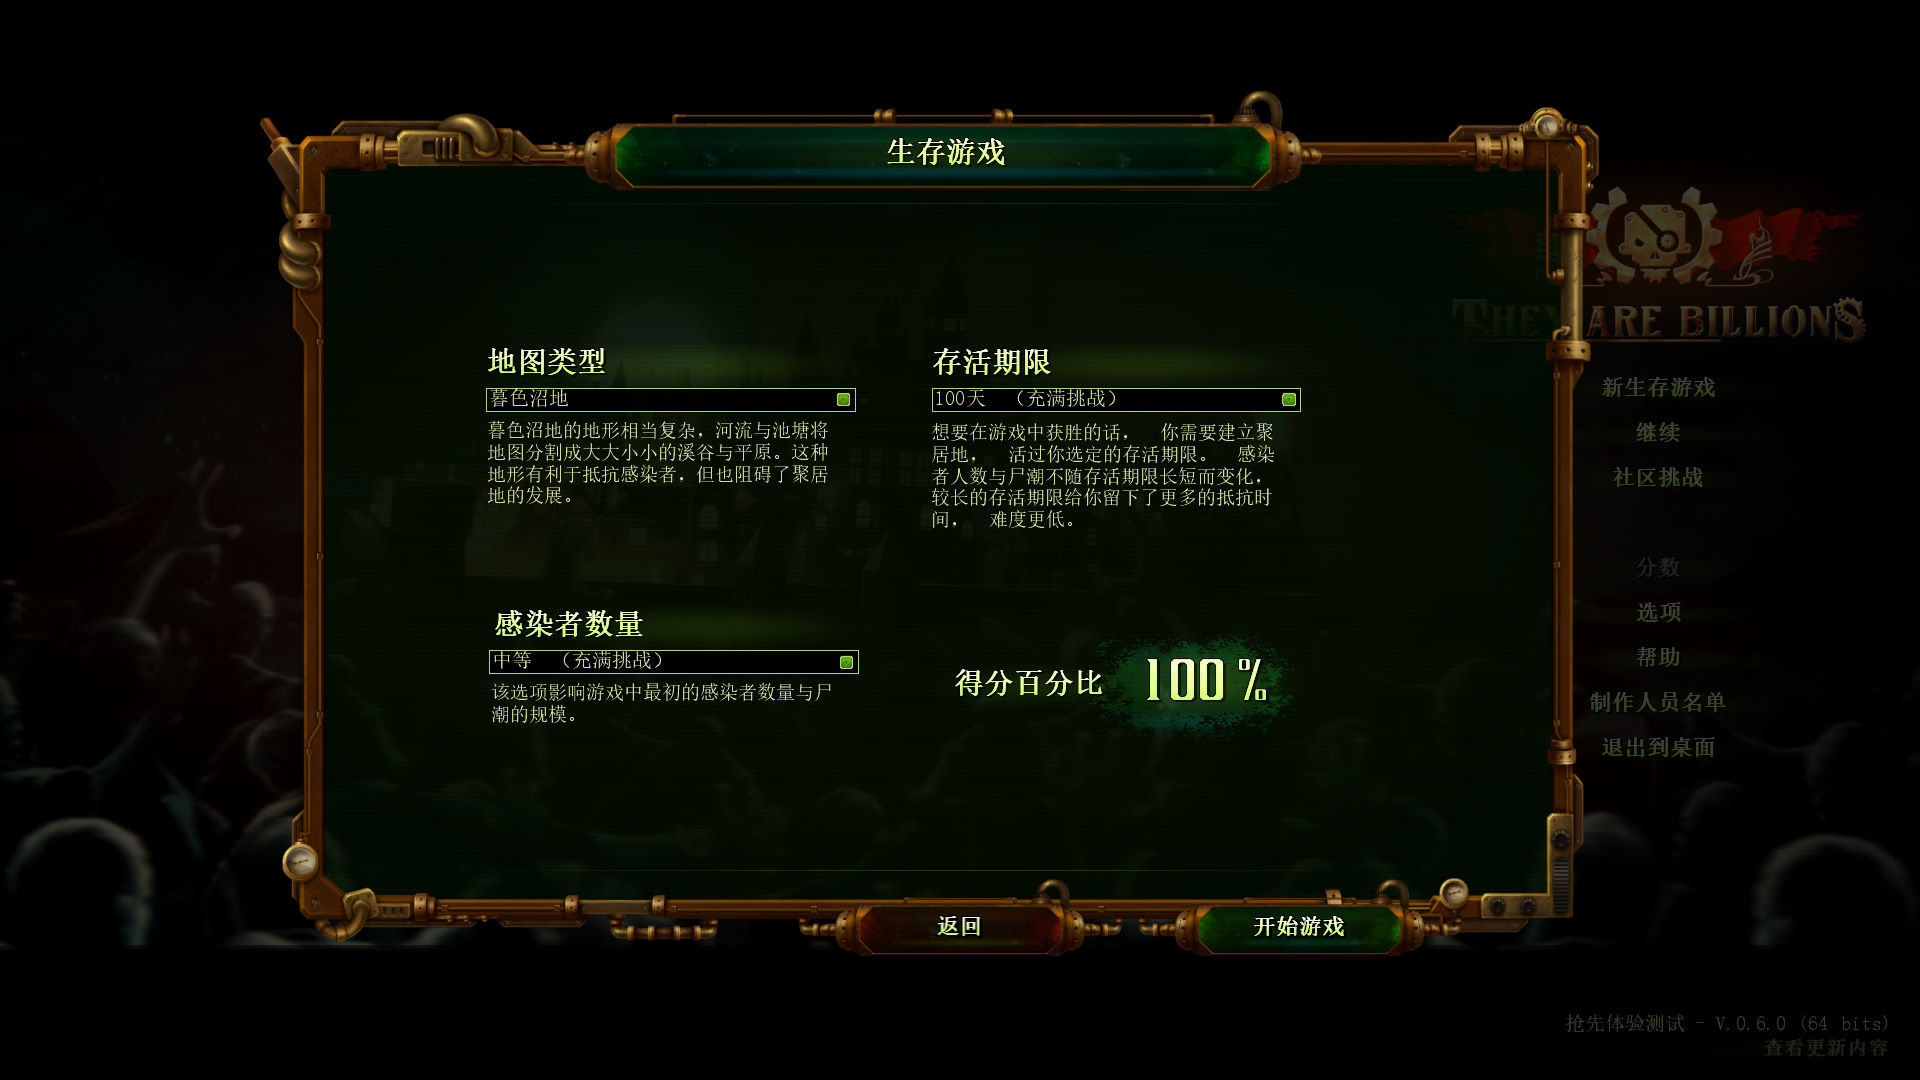 生存游戏
THEY ARE BILLIONS
地图类型
暮色沼地
暮色沼地的地形相当复杂，河流与池塘将
地图分割成大大小小的溪谷与平原。这种
地形有利于抵抗感染者，但也阻碍了聚居
地的发展。
存活期限
100天 （充满挑战）
想要在游戏中获胜的话， 你需要建立聚
居地， 活过你选定的存活期限。 感染
者人数与尸潮不随存活期限长短而变化，
较长的存活期限给你留下了更多的抵抗时
间， 难度更低。
感染者数量
中等 （充满挑战）
该选项影响游戏中最初的感染者数量与尸
潮的规模。
得分百分比 100 %
新生存游戏
继续
社区挑战
分数
选项
帮助
制作人员名单
退出到桌面
返回
开始游戏
抢先体验测试 - V.0.6.0 (64 bits)
查看更新内容